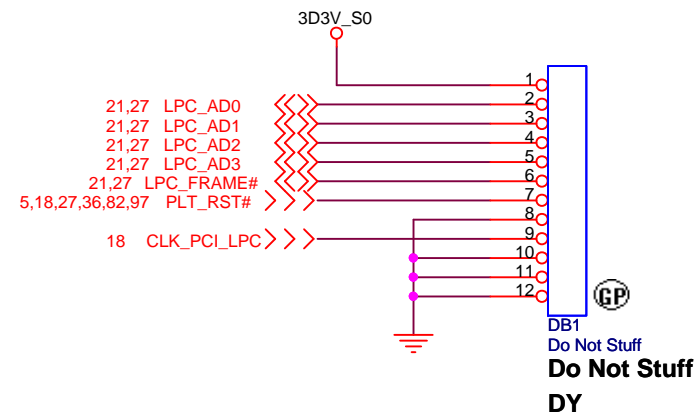 3D3V_S0
1
21,27 LPC_AD0 2
21,27 LPC_AD1 3
21,27 LPC_AD2 4
21,27 LPC_AD3 5
21,27 LPC_FRAME# 6
5,18,27,36,82,97 PLT_RST# 7
8
18 CLK_PCI_LPC 9
10
11
12
GP
DB1
Do Not Stuff
Do Not Stuff
DY